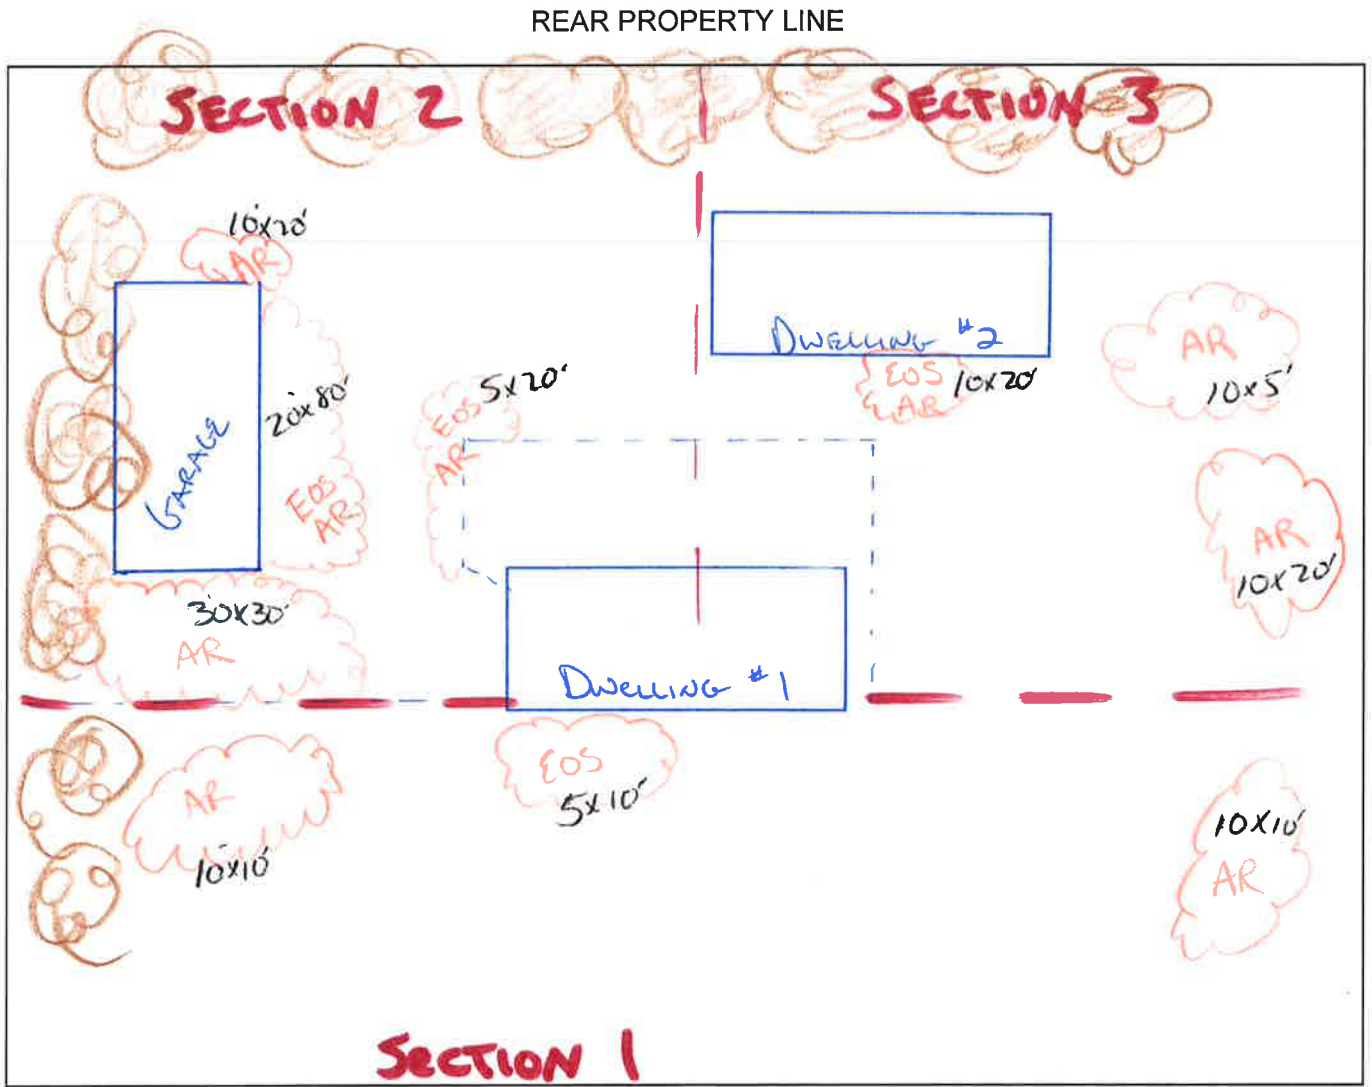 REAR PROPERTY LINE
SECTION 2
SECTION 3
10'x20'
AR
DWELLING #2
EOS
AR
10x20'
AR
10x5'
5x20'
EOS
AR
20'x80'
GARAGE
EOS
AR
AR
10x20'
30'x30'
AR
DWELLING #1
AR
10'x10'
EOS
5x10'
10x10'
AR
SECTION 1